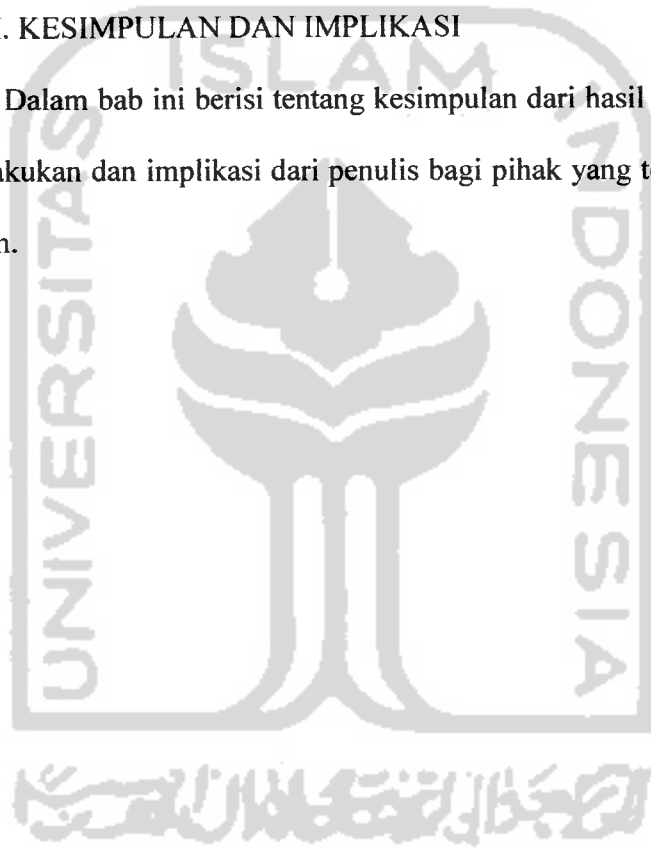 . KESIMPULAN DAN IMPLIKASI
Dalam bab ini berisi tentang kesimpulan dari hasil
akukan dan implikasi dari penulis bagi pihak yang
n.
ISLAM
UNIVERSITAS
INDONESIA